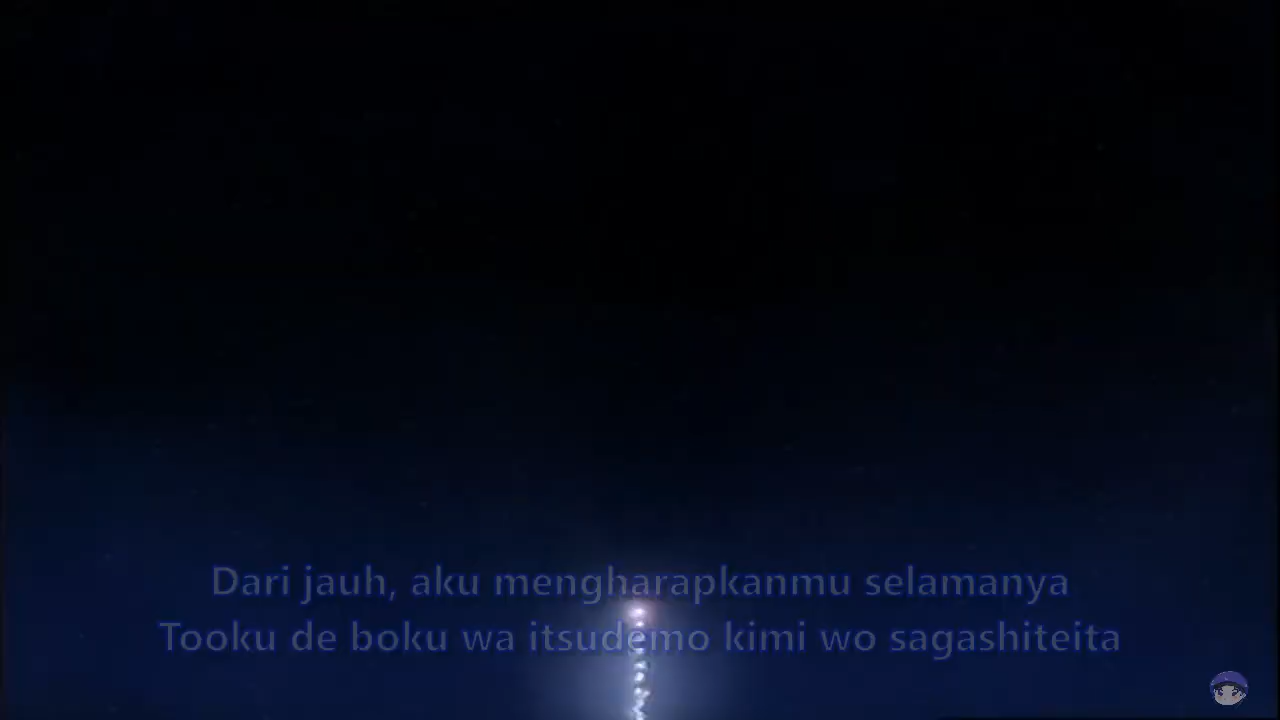 Dari jauh, aku mengharapkanmu selamanya
Tooku de boku wa itsudemo kimi wo sagashiteita